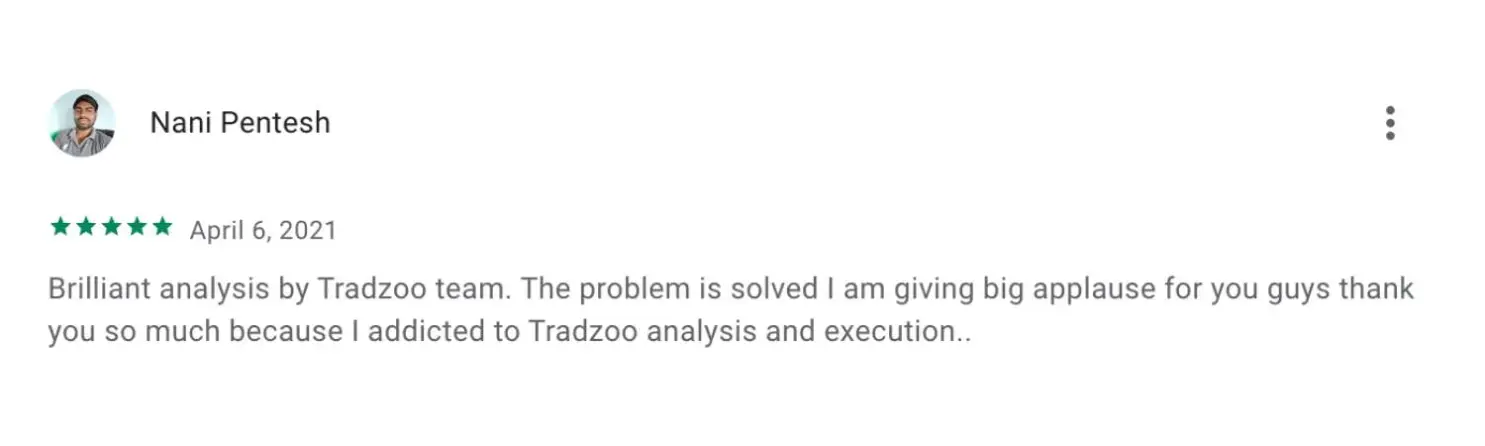 Nani Pentesh
April 6, 2021
Brilliant analysis by Tradzoo team. The problem is solved I am giving big applause for you guys thank
you so much because I addicted to Tradzoo analysis and execution..